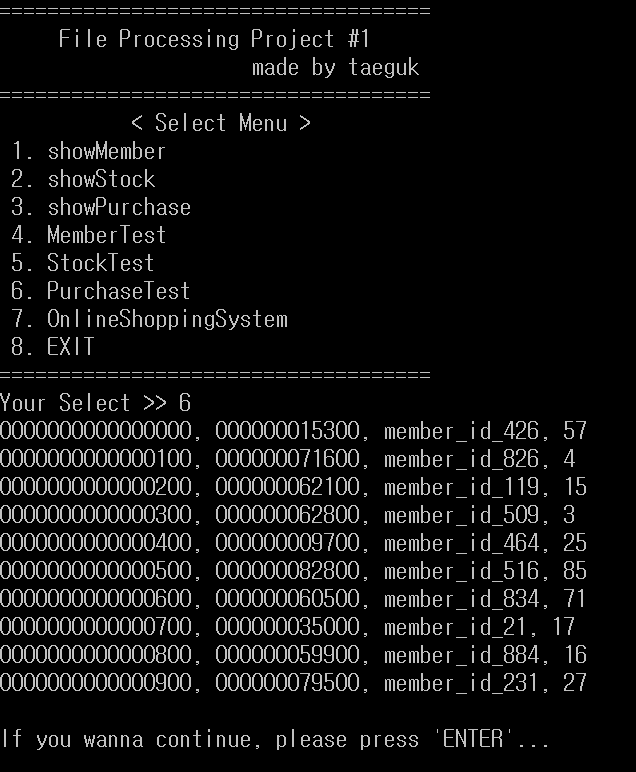 ====================================
File Processing Project #1
made by taeguk
====================================
< Select Menu >
1. showMember
2. showStock
3. showPurchase
4. MemberTest
5. StockTest
6. PurchaseTest
7. OnlineShoppingSystem
8. EXIT
====================================
Your Select >> 6
0000000000000000, 000000015300, member_id_426, 57
0000000000000100, 000000071600, member_id_826, 4
0000000000000200, 000000062100, member_id_119, 15
0000000000000300, 000000062800, member_id_509, 3
0000000000000400, 000000009700, member_id_464, 25
0000000000000500, 000000082800, member_id_516, 85
0000000000000600, 000000060500, member_id_834, 71
0000000000000700, 000000035000, member_id_21, 17
0000000000000800, 000000059900, member_id_884, 16
0000000000000900, 000000079500, member_id_231, 27
If you wanna continue, please press 'ENTER'...